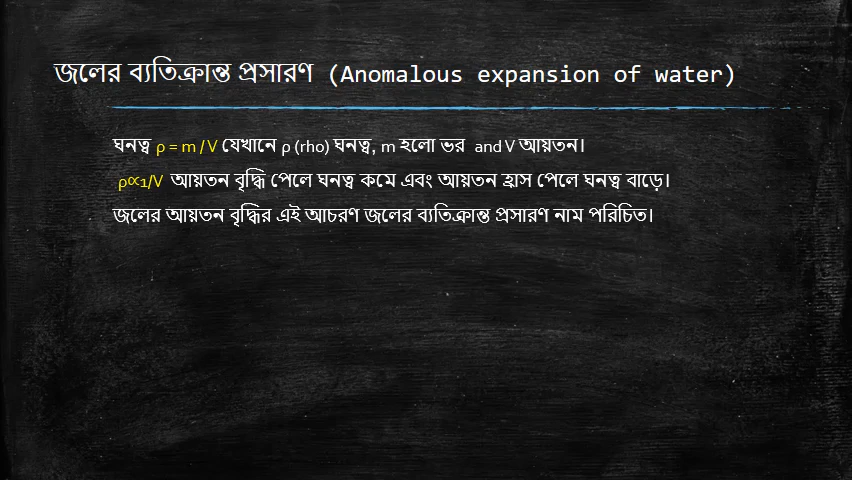 জলের ব্যতিক্রান্ত প্রসারণ (Anomalous expansion of water)
ঘনত্ব ρ = m / V যেখানে ρ (rho) ঘনত্ব, m হলো ভর and V আয়তন।
ρ∝1/V আয়তন বৃদ্ধি পেলে ঘনত্ব কমে এবং আয়তন হ্রাস পেলে ঘনত্ব বাড়ে।
জলের আয়তন বৃদ্ধির এই আচরণ জলের ব্যতিক্রান্ত প্রসারণ নাম পরিচিত।